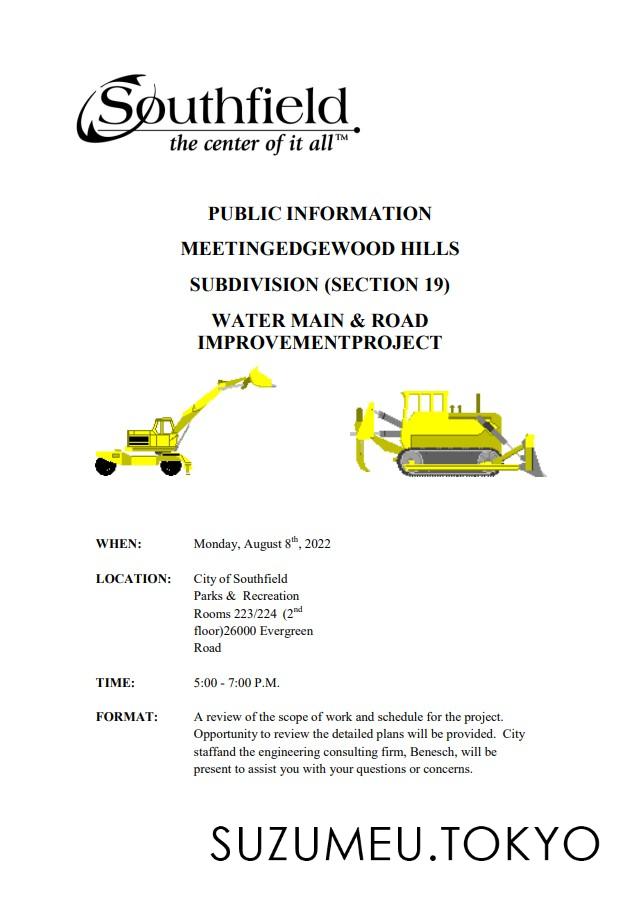 Southfield
the center of it all™
PUBLIC INFORMATION
MEETINGEDGEWOOD HILLS
SUBDIVISION (SECTION 19)
WATER MAIN & ROAD
IMPROVEMENTPROJECT
WHEN: Monday, August 8th, 2022
LOCATION: City of Southfield
Parks & Recreation
Rooms 223/224 (2nd
floor)26000 Evergreen
Road
TIME: 5:00 - 7:00 P.M.
FORMAT: A review of the scope of work and schedule for the project.
Opportunity to review the detailed plans will be provided. City
staffand the engineering consulting firm, Benesch, will be
present to assist you with your questions or concerns.
SUZUMEU.TOKYO